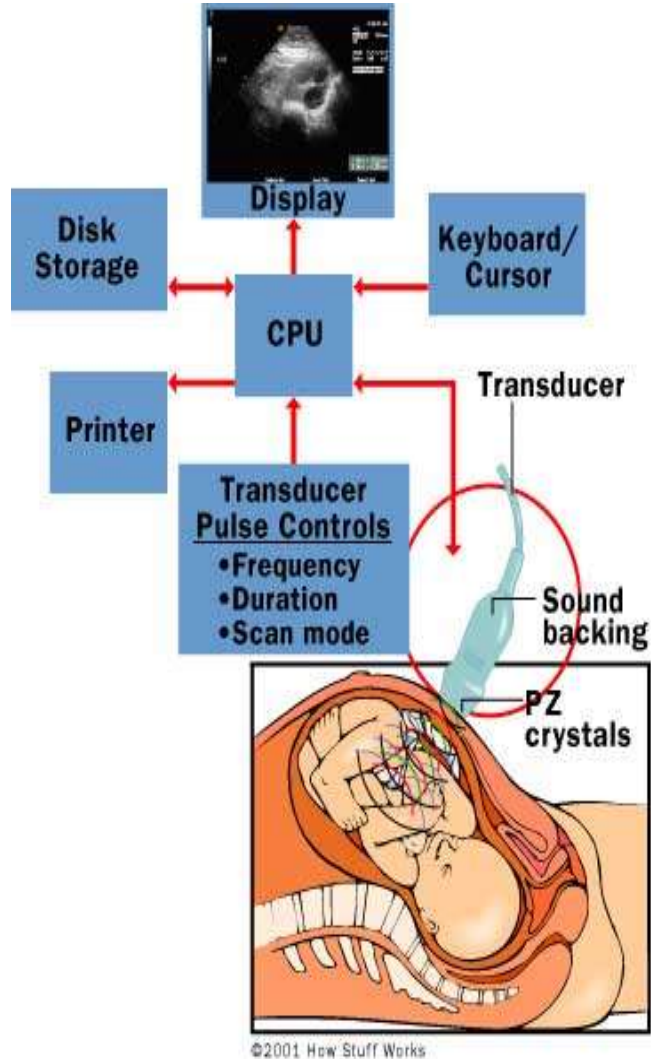 Display
Disk
Storage
Keyboard/
Cursor
CPU
Printer
Transducer
Transducer
Pulse Controls
•Frequency
•Duration
•Scan mode
Sound
backing
PZ
crystals
©2001 How Stuff Works